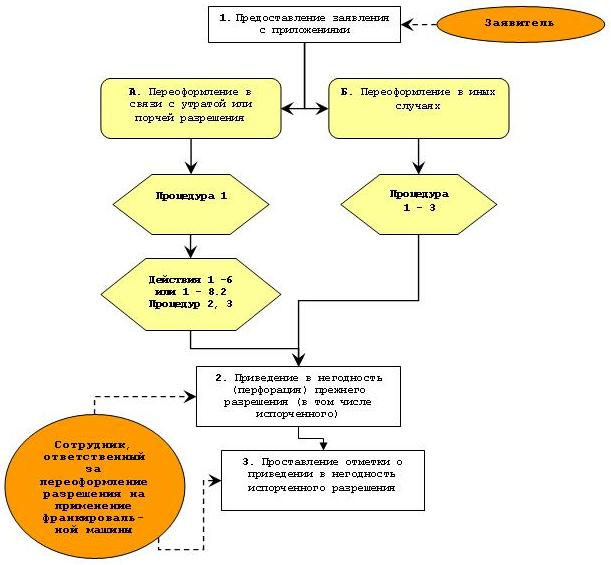 1. Предоставление заявления
с приложениями
Заявитель
А. Переоформление в
связи с утратой или
порчей разрешения
Б. Переоформление в иных
случаях
Процедура 1
Процедура
1 – 3
Действия 1 –6
или 1 – 8.2
Процедур 2, 3
2. Приведение в негодность
(перфорация) прежнего
разрешения (в том числе
испорченного)
Сотрудник,
ответственный
за
переоформление
разрешения на
применение
франкироваль-
ной машины
3. Проставление отметки о
приведении в негодность
испорченного разрешения